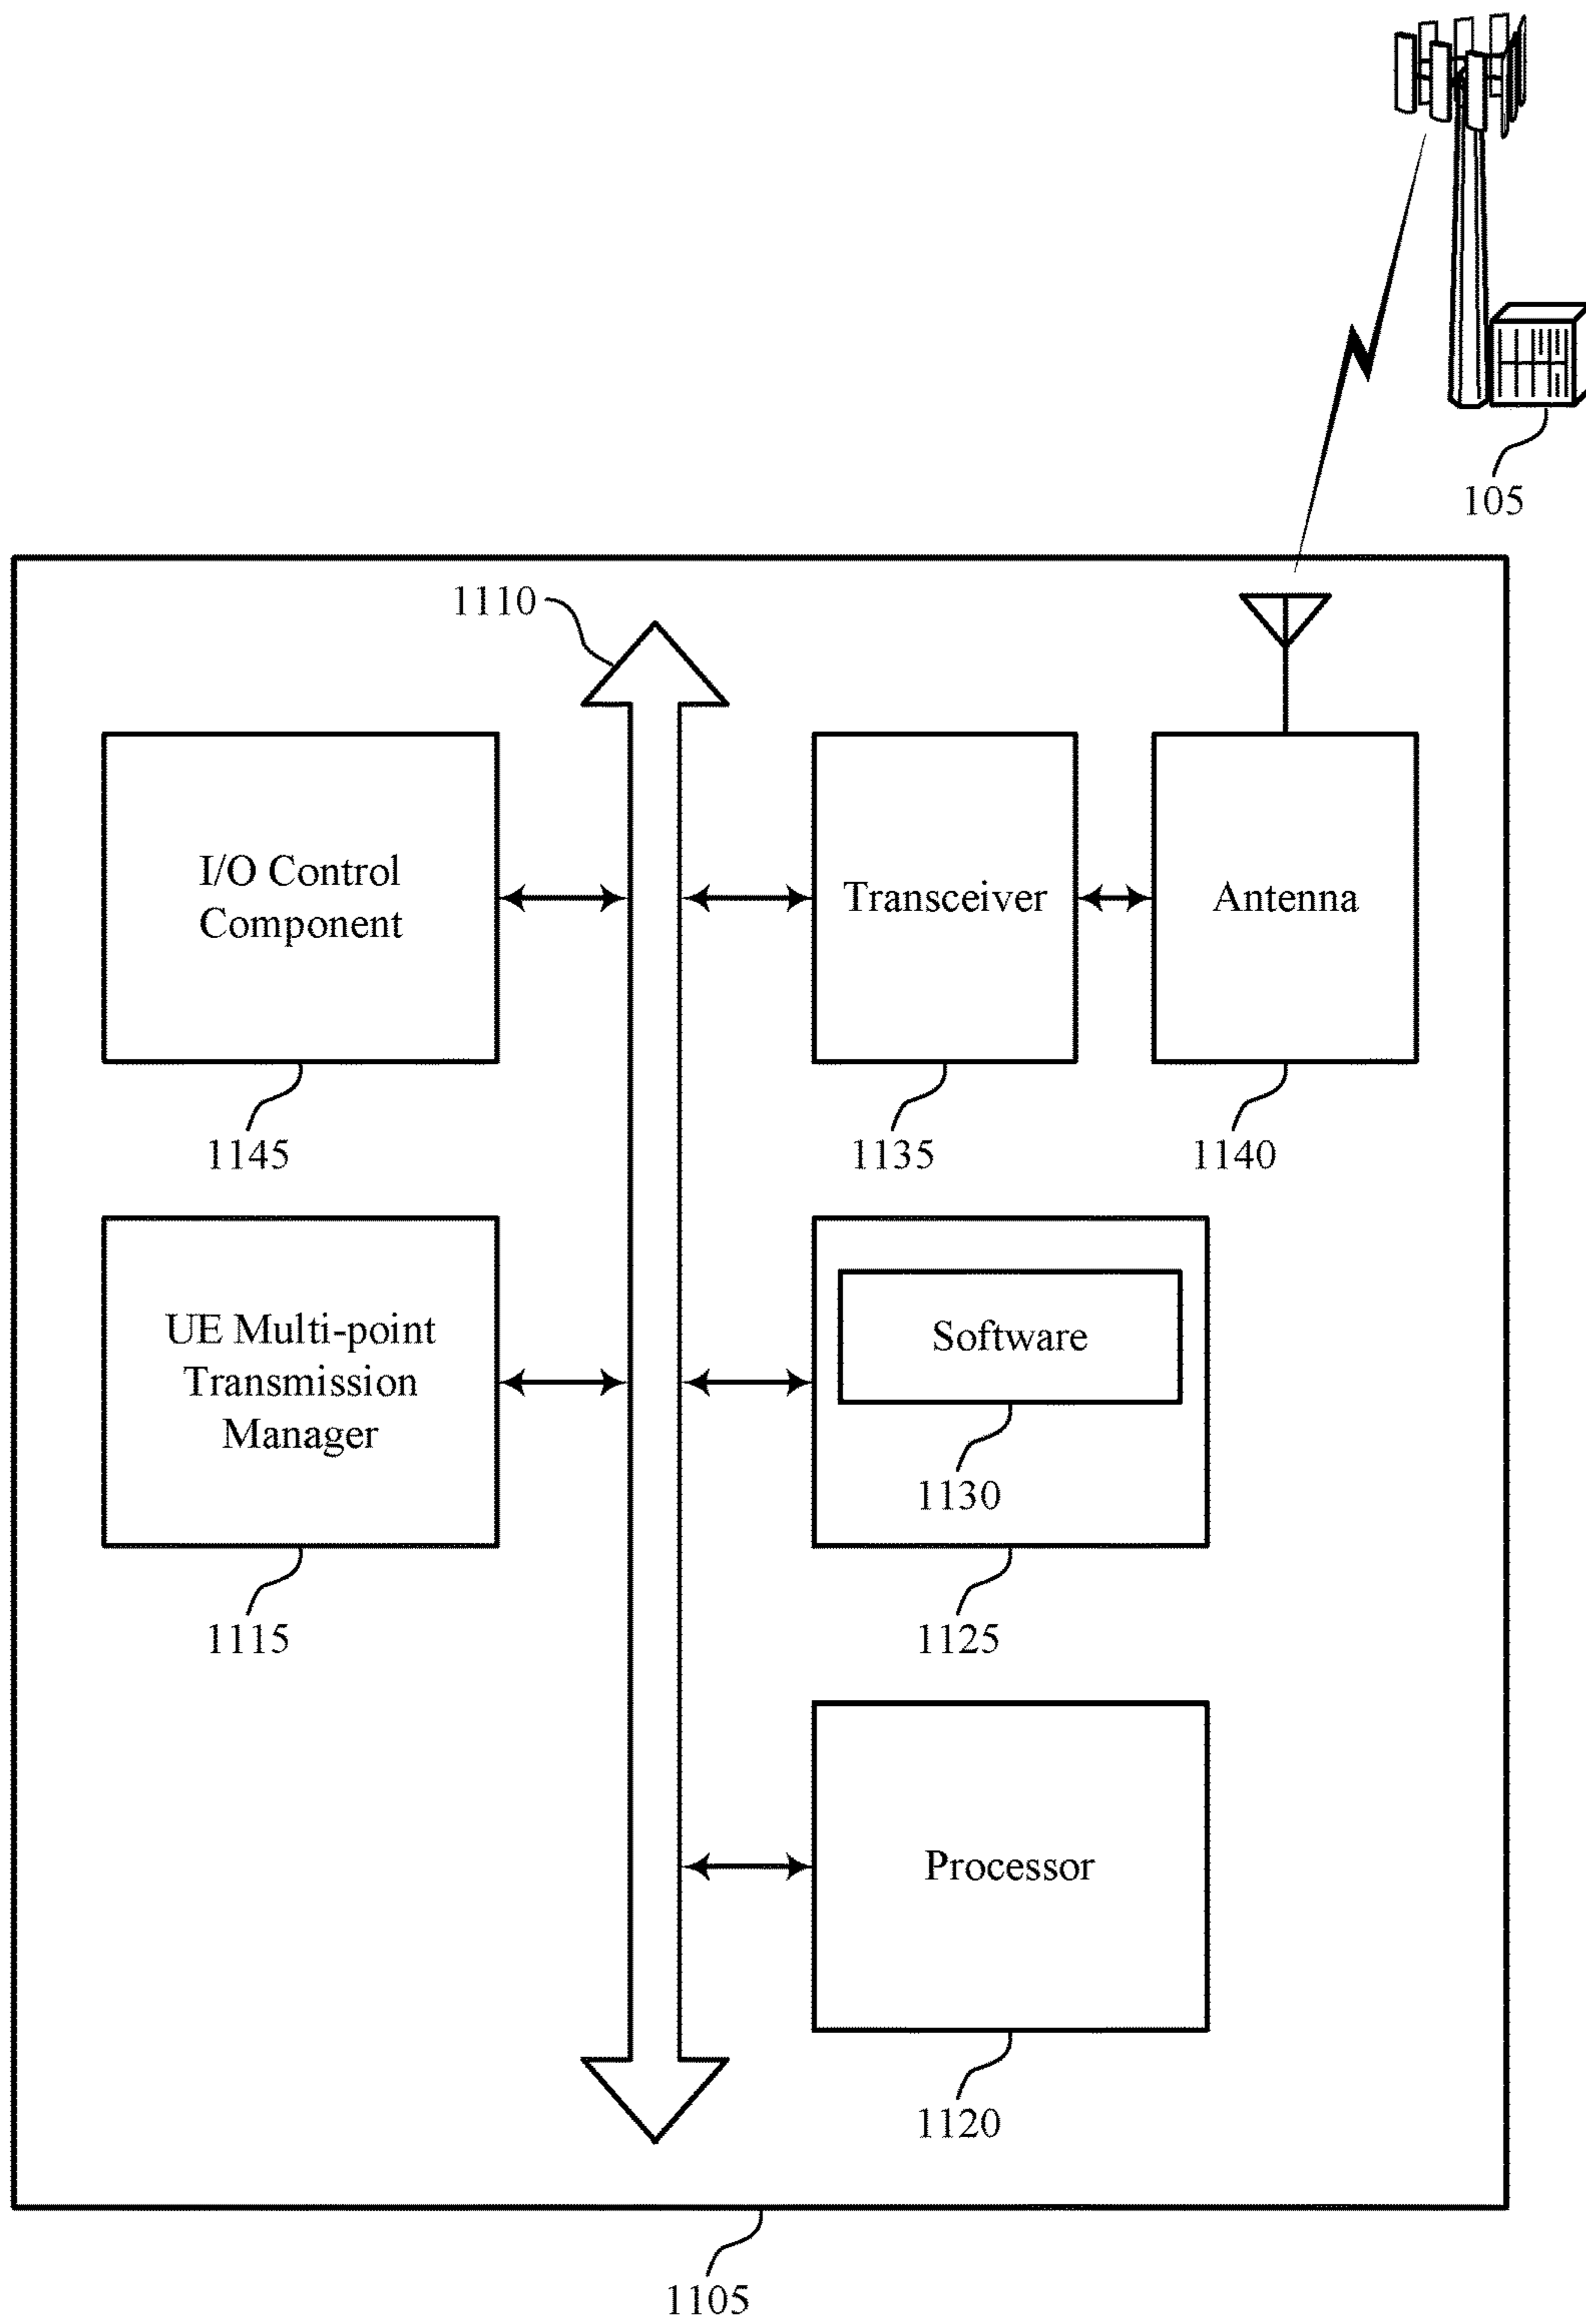 105
1110
I/O Control
Component
Transceiver
Antenna
1145
1135
1140
UE Multi-point
Transmission
Manager
Software
1130
1115
1125
Processor
1120
1105